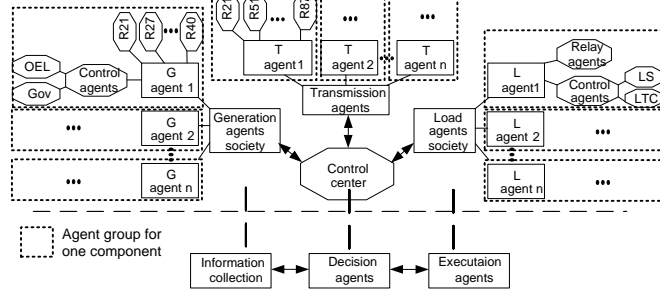 R21
R27
R40
R21
R51
R87
OEL
Gov
Control
agents
G
agent 1
T
agent1
T
agent 2
T
agent n
Relay
agents
L
agent1
Control
agents
LS
LTC
Transmission
agents
G
agent 2
Generation
agents
society
Load
agents
society
L
agent 2
G
agent n
Control
center
L
agent n
Agent group for
one component
Information
collection
Decision
agents
Executaion
agents